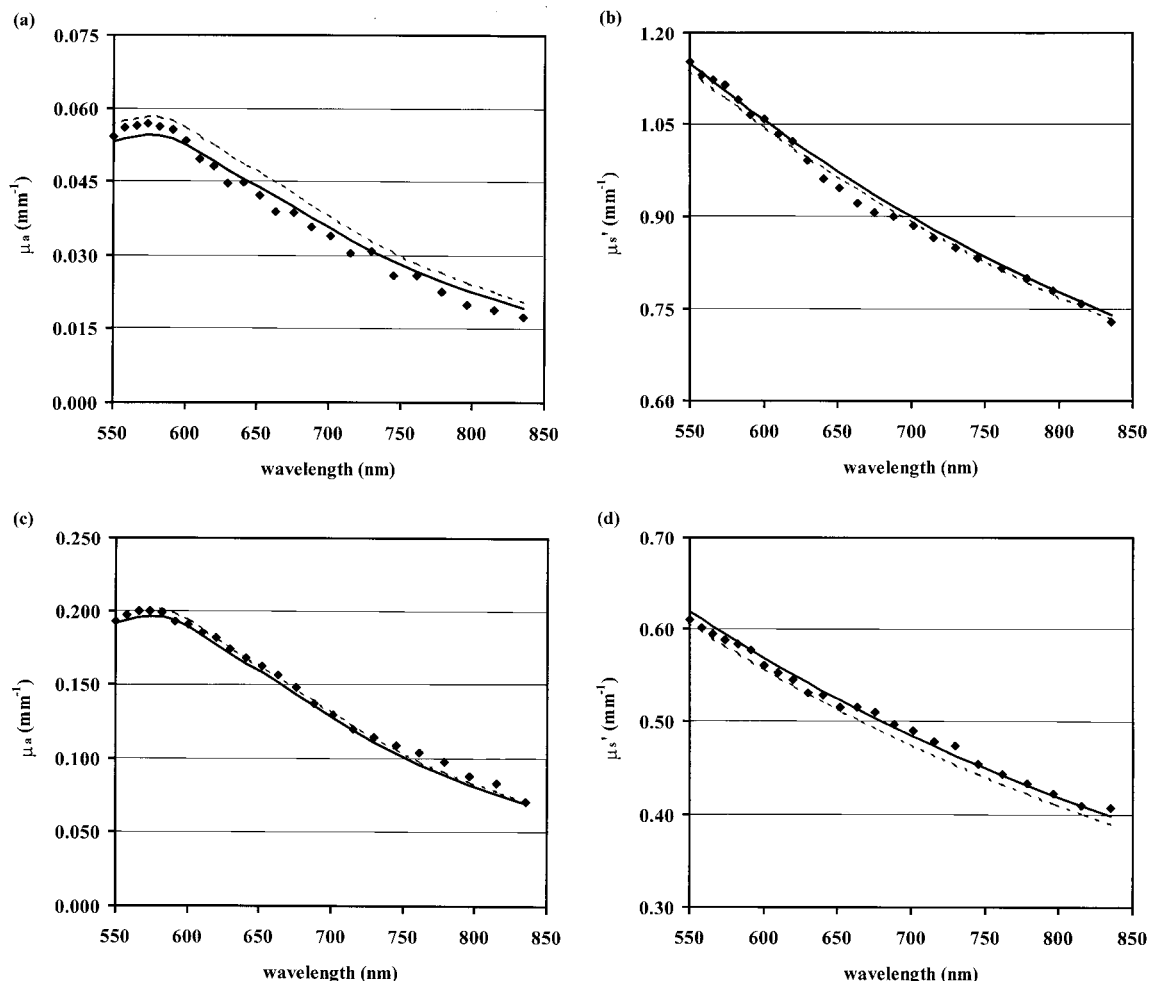 (a)
0.075
0.060
0.045
0.030
0.015
0.000
μa (mm-1)
550 600 650 700 750 800 850
wavelength (nm)
(b)
1.20
1.05
0.90
0.75
0.60
μs' (mm-1)
550 600 650 700 750 800 850
wavelength (nm)
(c)
0.250
0.200
0.150
0.100
0.050
0.000
μa (mm-1)
550 600 650 700 750 800 850
wavelength (nm)
(d)
0.70
0.60
0.50
0.40
0.30
μs' (mm-1)
550 600 650 700 750 800 850
wavelength (nm)